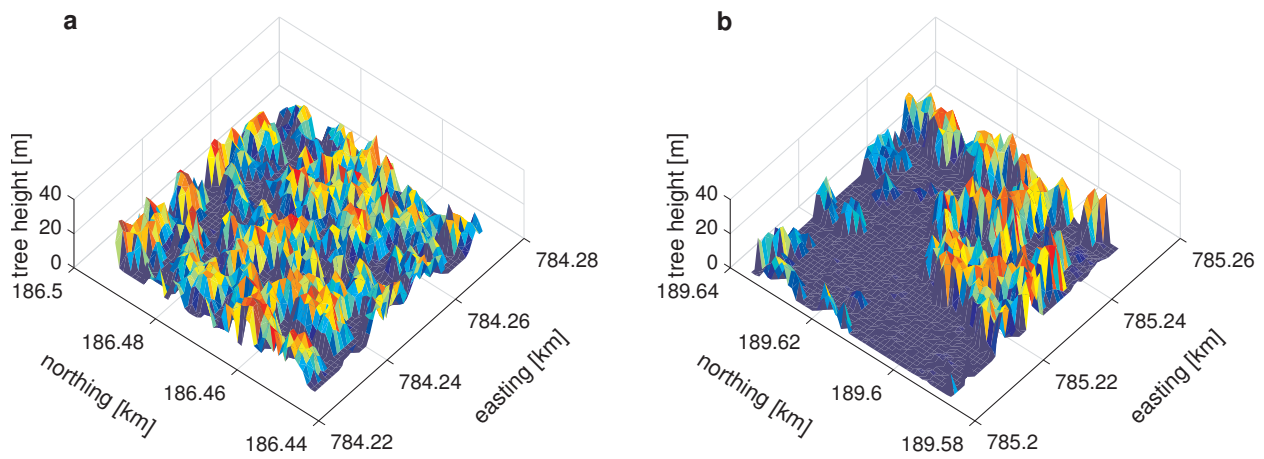 a
tree height [m]
40
20
0
186.5
186.48
186.46
186.44
northing [km]
784.22
784.24
784.26
784.28
easting [km]
b
tree height [m]
40
20
0
189.64
189.62
189.6
189.58
northing [km]
785.2
785.22
785.24
785.26
easting [km]